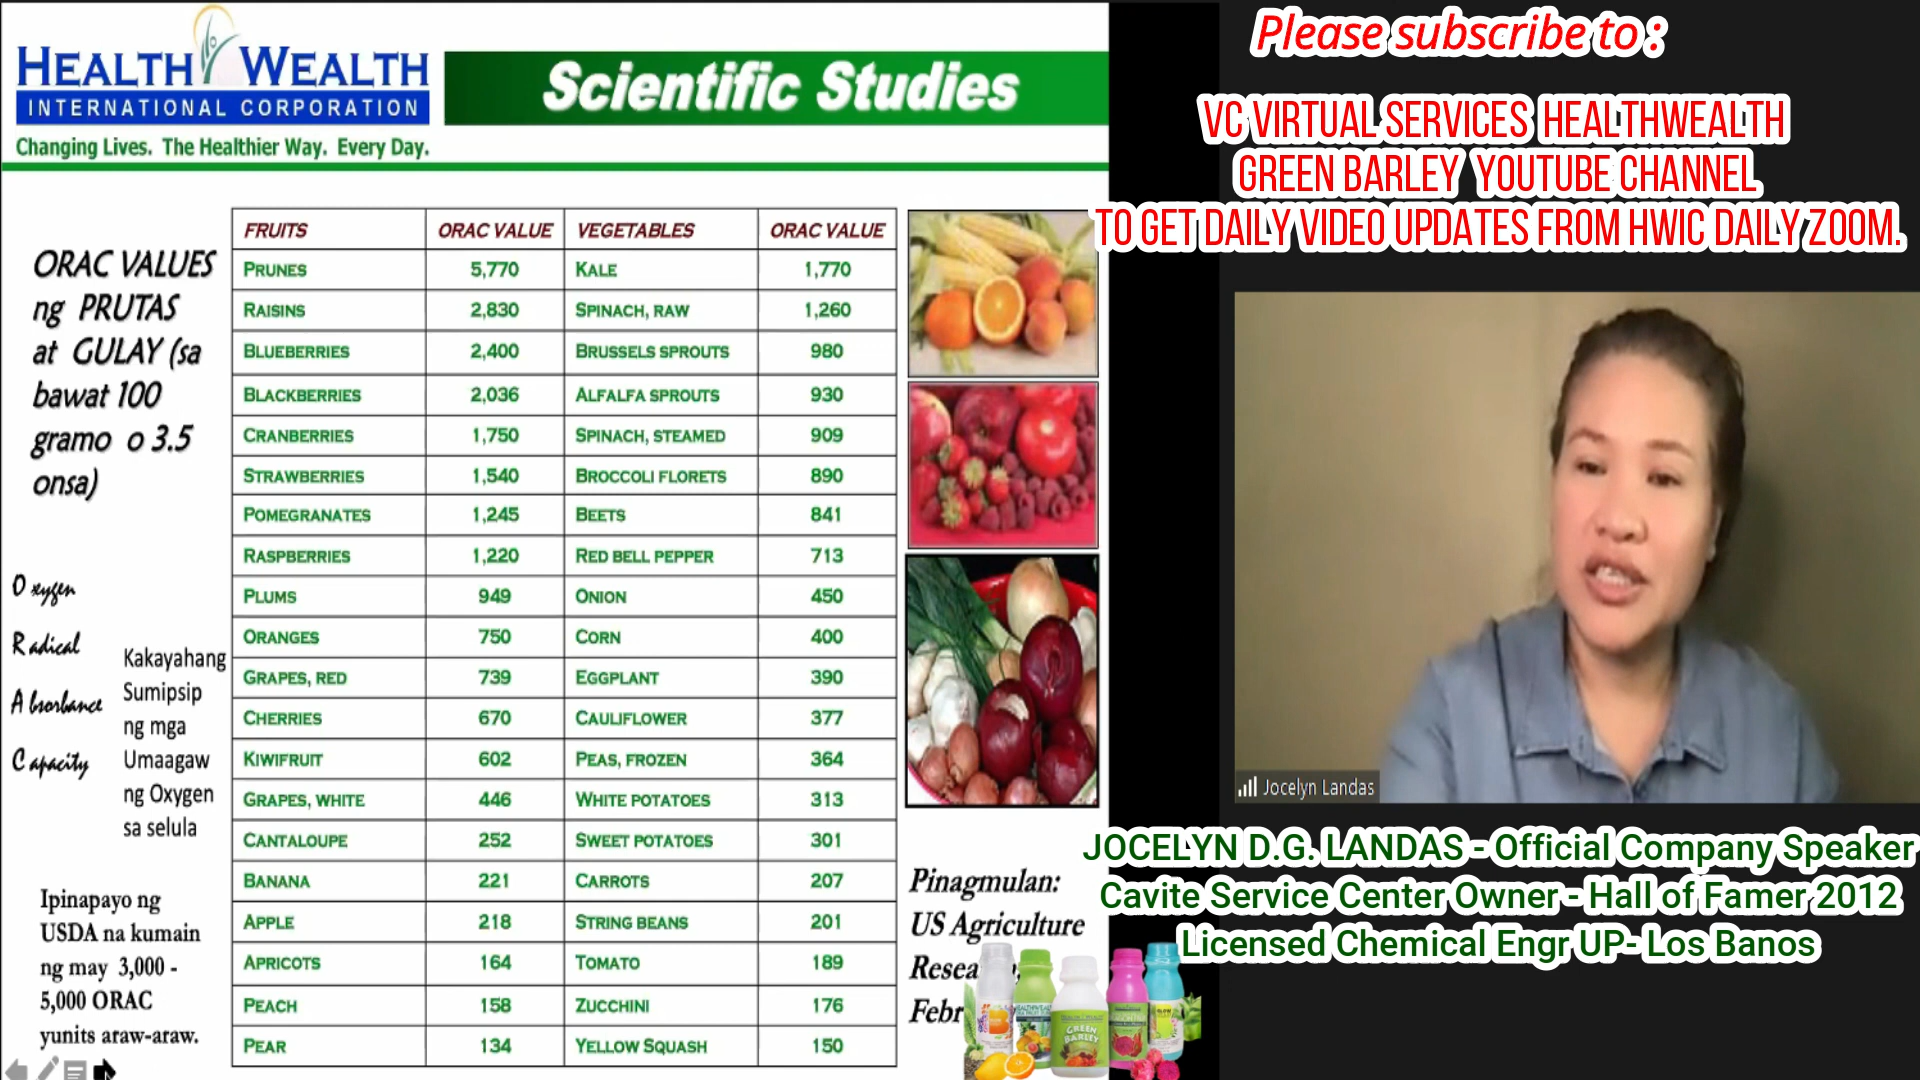 HEALTH WEALTH
INTERNATIONAL CORPORATION
Changing Lives. The Healthier Way. Every Day.
Scientific Studies
Please subscribe to :
VC VIRTUAL SERVICES HEALTHWEALTH
GREEN BARLEY YOUTUBE CHANNEL
TO GET DAILY VIDEO UPDATES FROM HWIC DAILY ZOOM.
ORAC VALUES
ng PRUTAS
at GULAY (sa
bawat 100
gramo o 3.5
onsa)
Oxygen
Radical
Absorbance
Capacity
Kakayahang
Sumipsip
ng mga
Umaagaw
ng Oxygen
sa selula
Ipinapayo ng
USDA na kumain
ng may 3,000 -
5,000 ORAC
yunits araw-araw.
FRUITS ORAC VALUE VEGETABLES ORAC VALUE
PRUNES 5,770 KALE 1,770
RAISINS 2,830 SPINACH, RAW 1,260
BLUEBERRIES 2,400 BRUSSELS SPROUTS 980
BLACKBERRIES 2,036 ALFALFA SPROUTS 930
CRANBERRIES 1,750 SPINACH, STEAMED 909
STRAWBERRIES 1,540 BROCCOLI FLORETS 890
POMEGRANATES 1,245 BEETS 841
RASPBERRIES 1,220 RED BELL PEPPER 713
PLUMS 949 ONION 450
ORANGES 750 CORN 400
GRAPES, RED 739 EGGPLANT 390
CHERRIES 670 CAULIFLOWER 377
KIWIFRUIT 602 PEAS, FROZEN 364
GRAPES, WHITE 446 WHITE POTATOES 313
CANTALOUPE 252 SWEET POTATOES 301
BANANA 221 CARROTS 207
APPLE 218 STRING BEANS 201
APRICOTS 164 TOMATO 189
PEACH 158 ZUCCHINI 176
PEAR 134 YELLOW SQUASH 150
Pinagmulan:
US Agriculture
GREEN
BARLEY
Jocelyn Landas
JOCELYN D.G. LANDAS - Official Company Speaker
Cavite Service Center Owner - Hall of Famer 2012
Licensed Chemical Engr UP- Los Banos